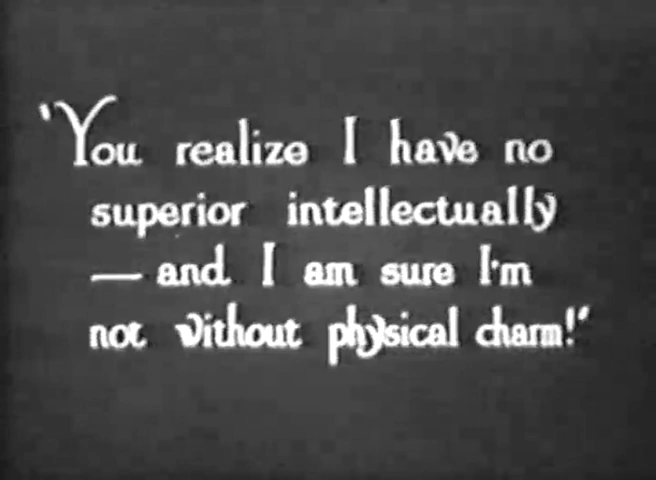 "You realize I have no
superior intellectually
— and I am sure I'm
not without physical charm!"